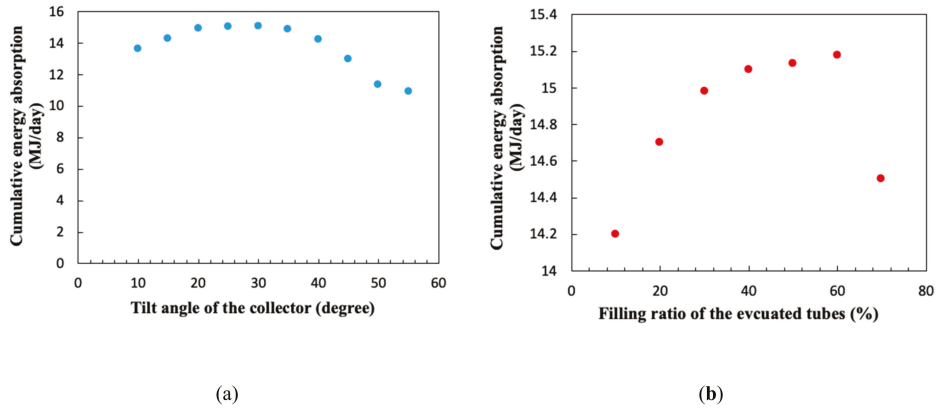 Cumulative energy absorption
(MJ/day)
16
14
12
10
8
6
4
2
0
0 10 20 30 40 50 60
Tilt angle of the collector (degree)
(a)
Cumulative energy absorption
(MJ/day)
15.4
15.2
15
14.8
14.6
14.4
14.2
14
0 20 40 60 80
Filling ratio of the evcuated tubes (%)
(b)